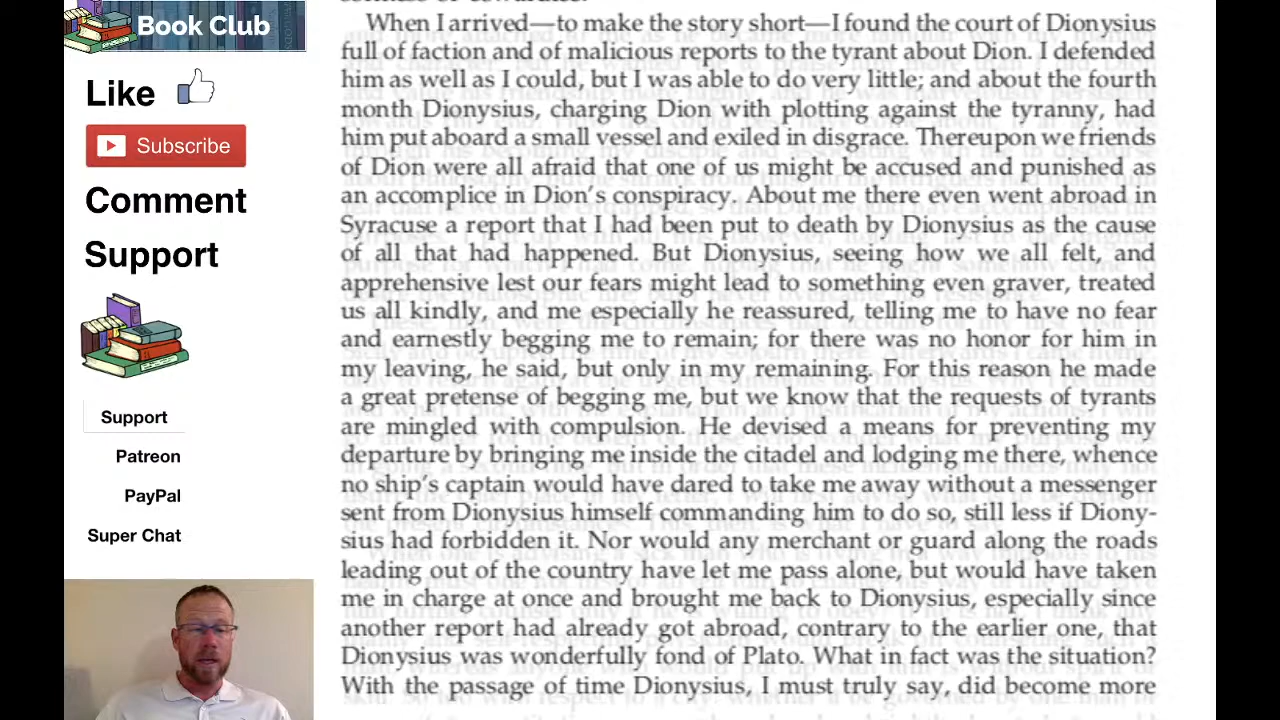 Book Club
Like
Subscribe
Comment
Support
Support
Patreon
PayPal
Super Chat
When I arrived—to make the story short—I found the court of Dionysius
full of faction and of malicious reports to the tyrant about Dion. I defended
him as well as I could, but I was able to do very little; and about the fourth
month Dionysius, charging Dion with plotting against the tyranny, had
him put aboard a small vessel and exiled in disgrace. Thereupon we friends
of Dion were all afraid that one of us might be accused and punished as
an accomplice in Dion's conspiracy. About me there even went abroad in
Syracuse a report that I had been put to death by Dionysius as the cause
of all that had happened. But Dionysius, seeing how we all felt, and
apprehensive lest our fears might lead to something even graver, treated
us all kindly, and me especially he reassured, telling me to have no fear
and earnestly begging me to remain; for there was no honor for him in
my leaving, he said, but only in my remaining. For this reason he made
a great pretense of begging me, but we know that the requests of tyrants
are mingled with compulsion. He devised a means for preventing my
departure by bringing me inside the citadel and lodging me there, whence
no ship's captain would have dared to take me away without a messenger
sent from Dionysius himself commanding him to do so, still less if Diony-
sius had forbidden it. Nor would any merchant or guard along the roads
leading out of the country have let me pass alone, but would have taken
me in charge at once and brought me back to Dionysius, especially since
another report had already got abroad, contrary to the earlier one, that
Dionysius was wonderfully fond of Plato. What in fact was the situation?
With the passage of time Dionysius, I must truly say, did become more